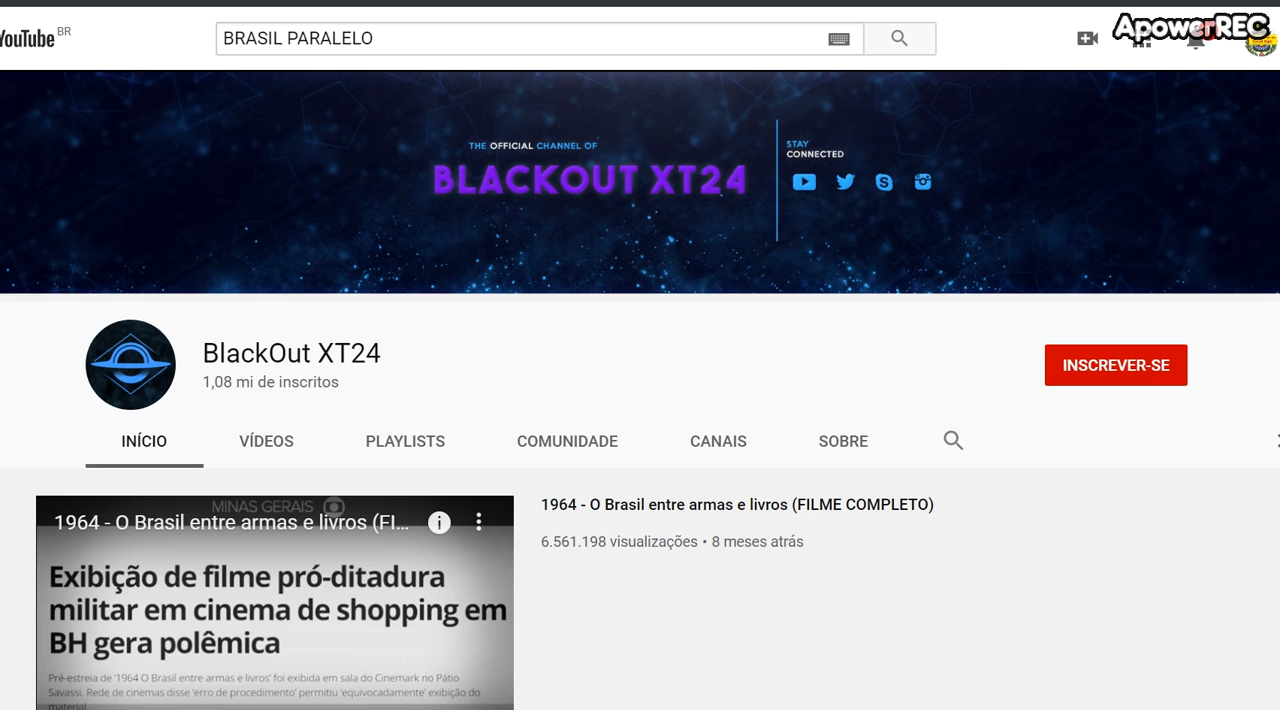 YouTube BR
BRASIL PARALELO
ApowerREC
THE OFFICIAL CHANNEL OF
BLACKOUT XT24
STAY
CONNECTED
BlackOut XT24
1,08 mi de inscritos
INSCREVER-SE
INÍCIO VÍDEOS PLAYLISTS COMUNIDADE CANAIS SOBRE
MINAS GERAIS
1964 - O Brasil entre armas e livros (FI...
Exibição de filme pró-ditadura
militar em cinema de shopping em
BH gera polêmica
Pré-estreia de '1964 O Brasil entre armas e livros' foi exibida em sala do Cinemark no Pátio
Savassi. Rede de cinemas disse 'erro de procedimento' permitiu 'equivocadamente' exibição do
material.
1964 - O Brasil entre armas e livros (FILME COMPLETO)
6.561.198 visualizações • 8 meses atrás